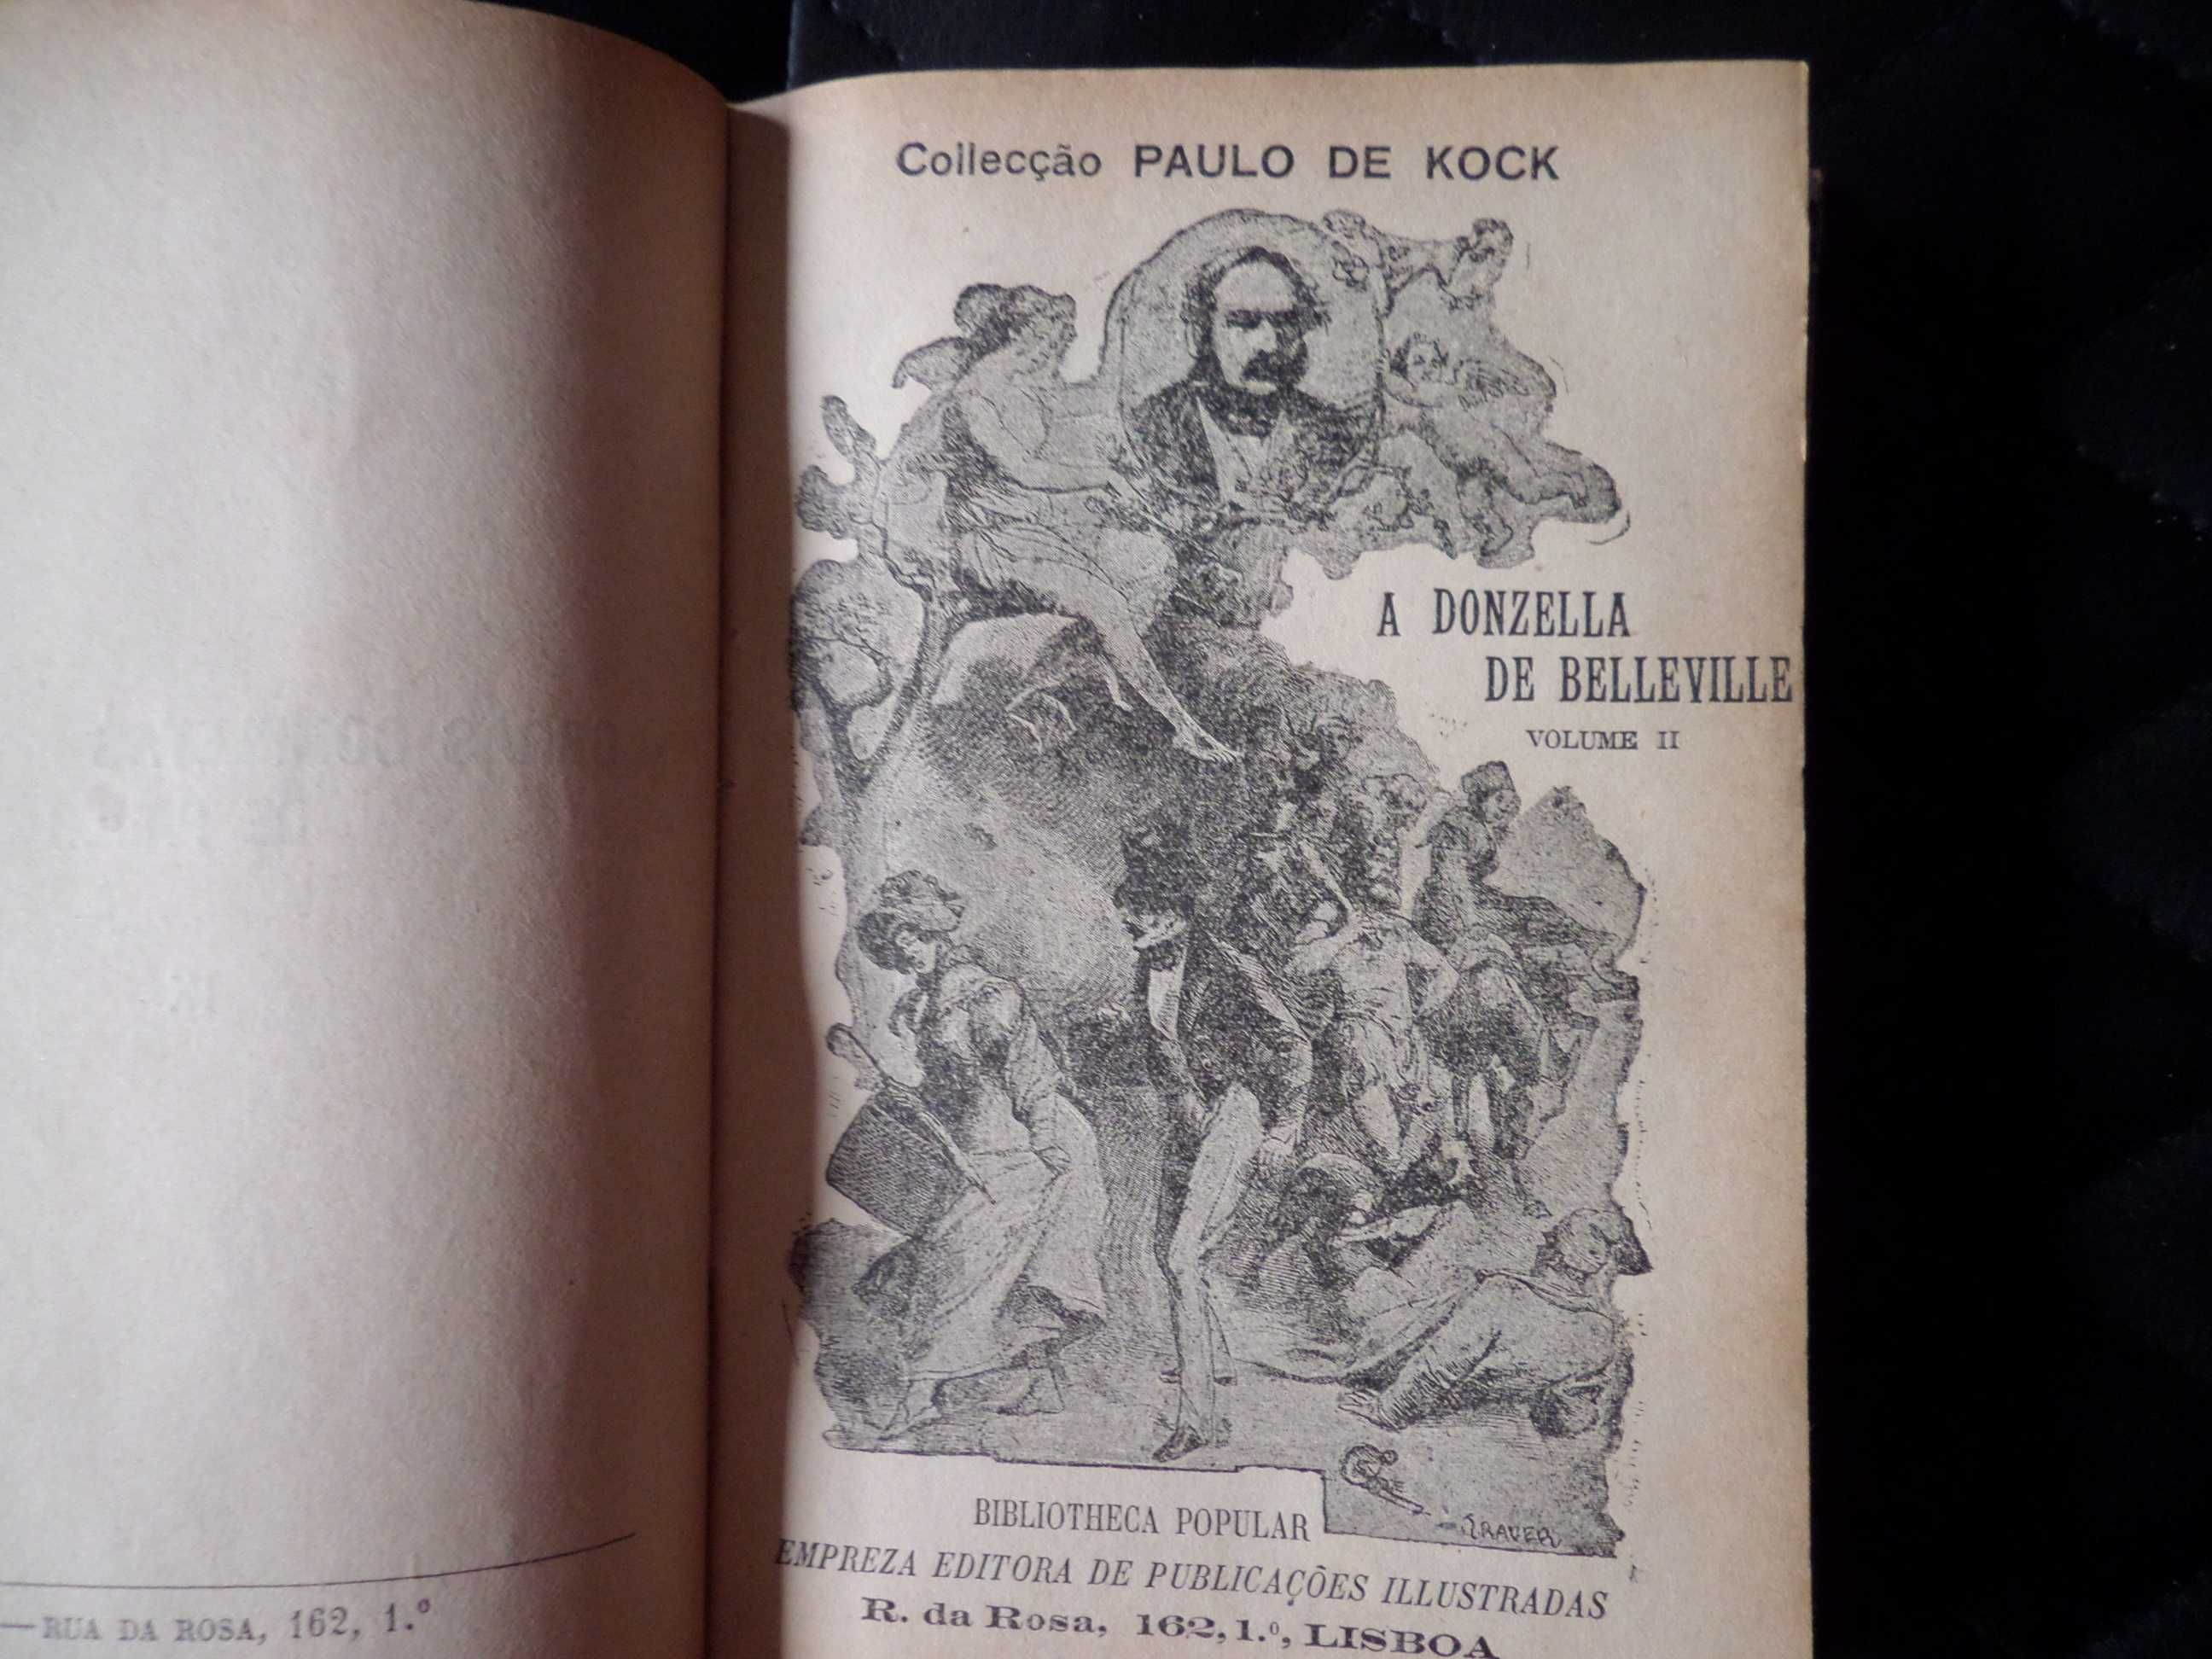 —RUA DA ROSA, 162, 1.º
Collecção PAULO DE KOCK
A DONZELLA
DE BELLEVILLE
VOLUME II
BIBLIOTHECA POPULAR
EMPREZA EDITORA DE PUBLICAÇÕES ILLUSTRADAS
R. da Rosa, 162, 1.º, LISBOA